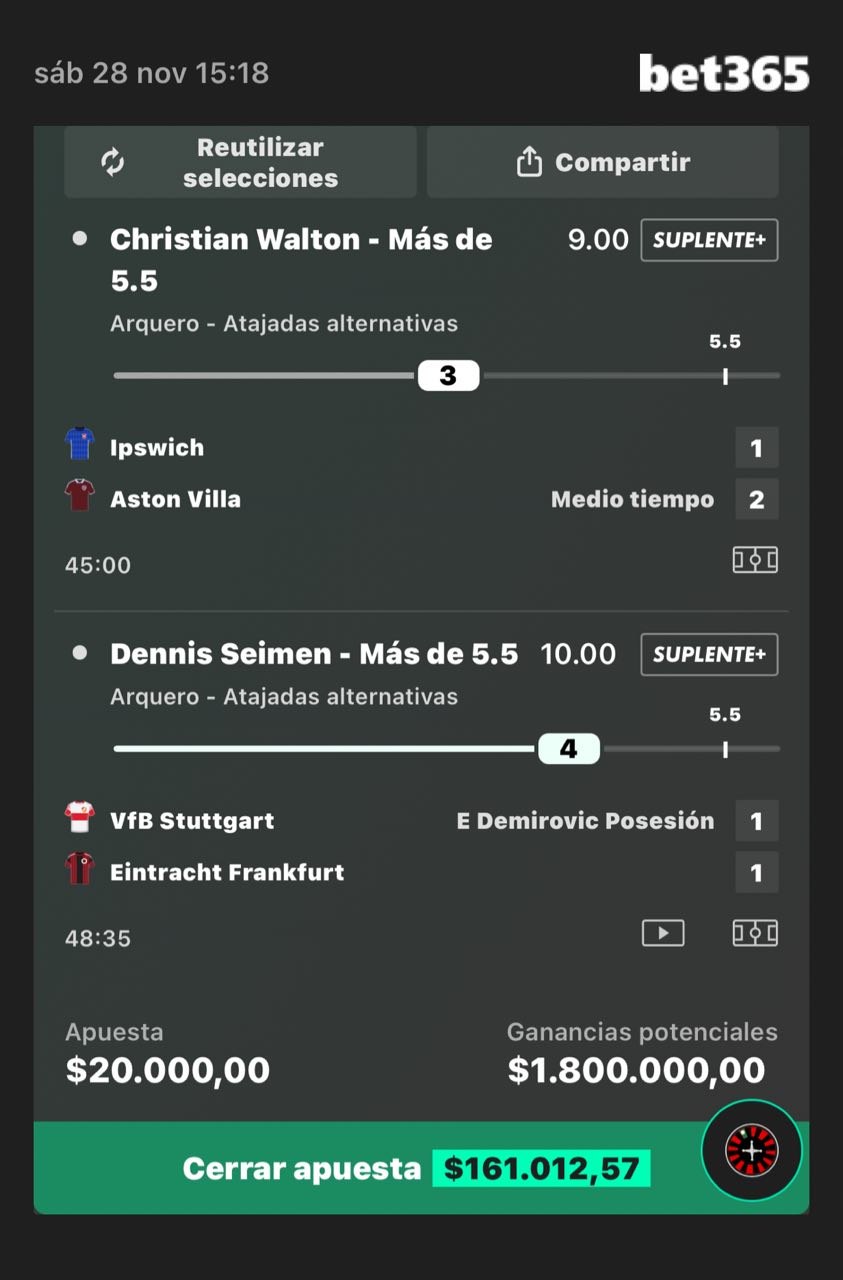 sáb 28 nov 15:18
bet365
Reutilizar
selecciones
Compartir
Christian Walton - Más de
5.5
9.00
SUPLENTE+
Arquero - Atajadas alternativas
5.5
3
Ipswich
1
Aston Villa
Medio tiempo
2
45:00
Dennis Seimen - Más de 5.5
10.00
SUPLENTE+
Arquero - Atajadas alternativas
5.5
4
VfB Stuttgart
E Demirovic Posesión
1
Eintracht Frankfurt
1
48:35
Apuesta
Ganancias potenciales
$20.000,00
$1.800.000,00
Cerrar apuesta $161.012,57